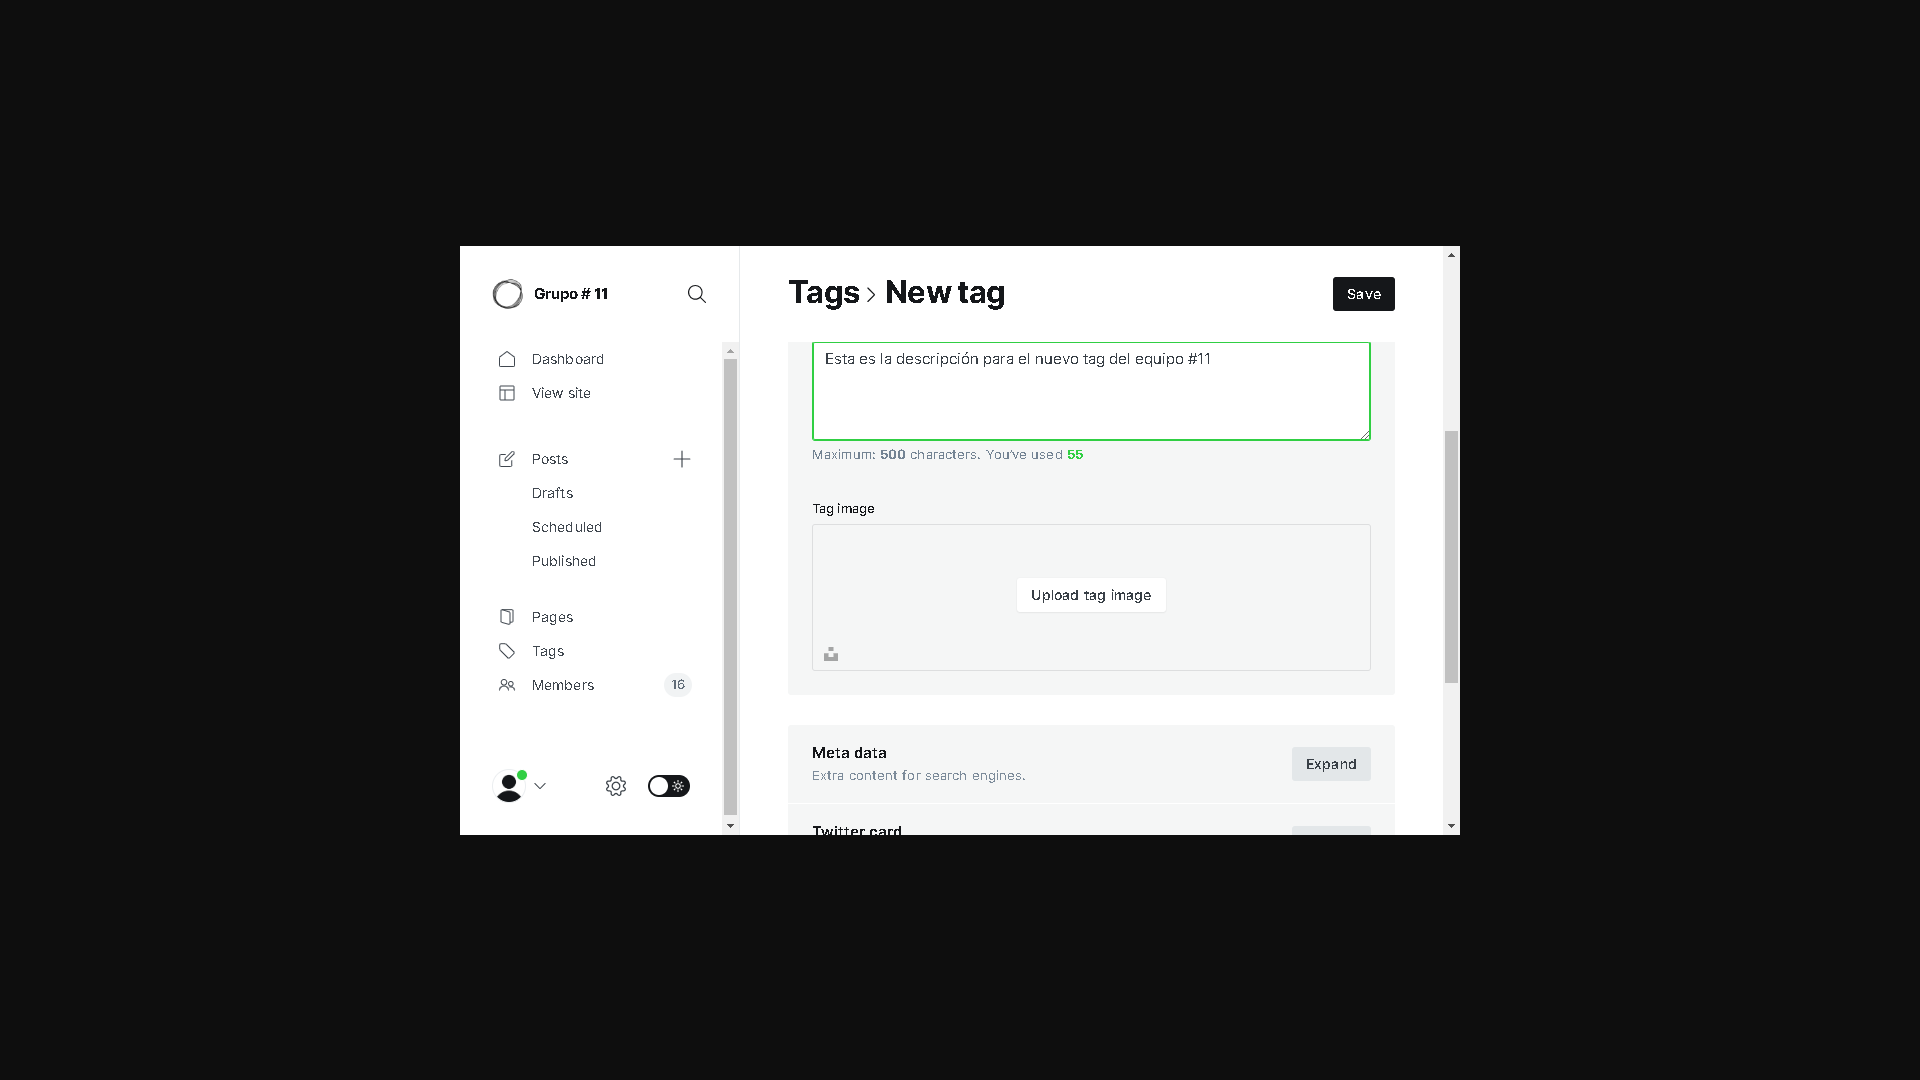 Grupo # 11
Dashboard
View site
Posts
Drafts
Scheduled
Published
Pages
Tags
Members 16
Tags › New tag
Save
Esta es la descripción para el nuevo tag del equipo #11
Maximum: 500 characters. You've used 55
Tag image
Upload tag image
Meta data
Extra content for search engines.
Expand
Twitter card